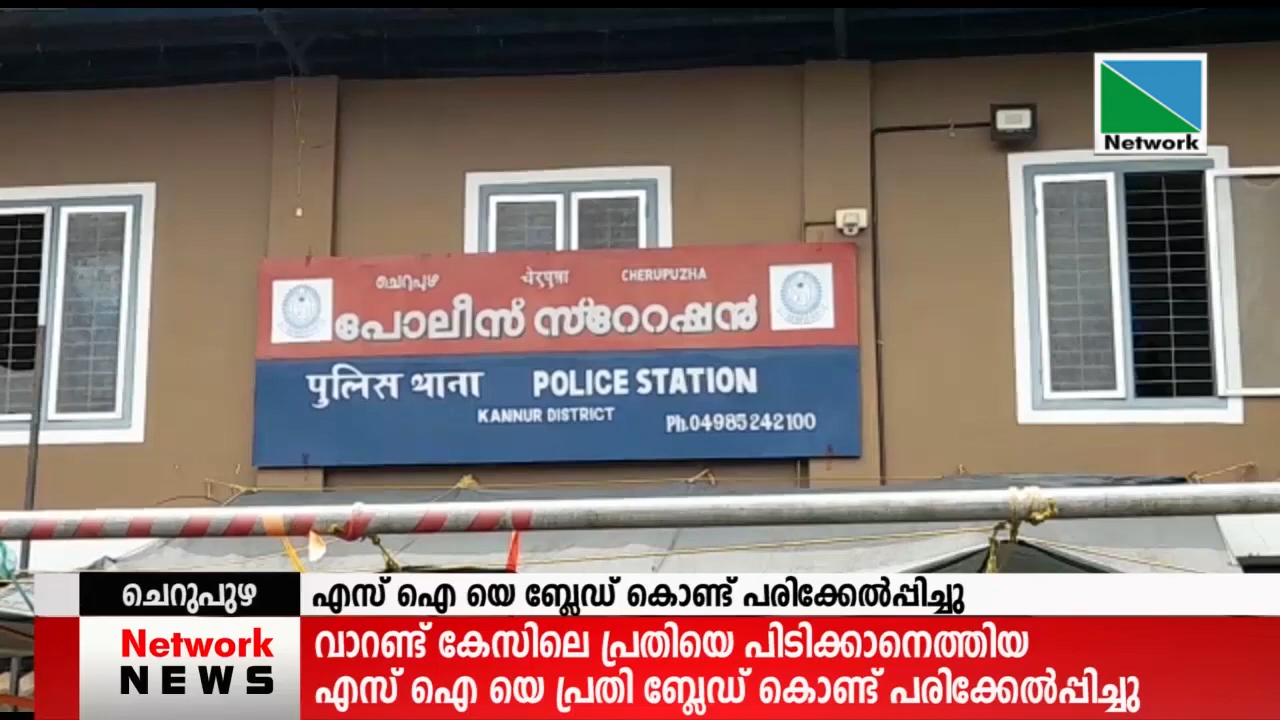 Network
ചെറുപുഴ चेरुपुषा CHERUPUZHA
പോലീസ് സ്റ്റേഷൻ
पुलिस थाना POLICE STATION
KANNUR DISTRICT
Ph.04985242100
ചെറുപുഴ എസ് ഐ യെ ബ്ലേഡ് കൊണ്ട് പരിക്കേൽപ്പിച്ചു
Network NEWS
വാറണ്ട് കേസിലെ പ്രതിയെ പിടിക്കാനെത്തിയ
എസ് ഐ യെ പ്രതി ബ്ലേഡ് കൊണ്ട് പരിക്കേൽപ്പിച്ചു